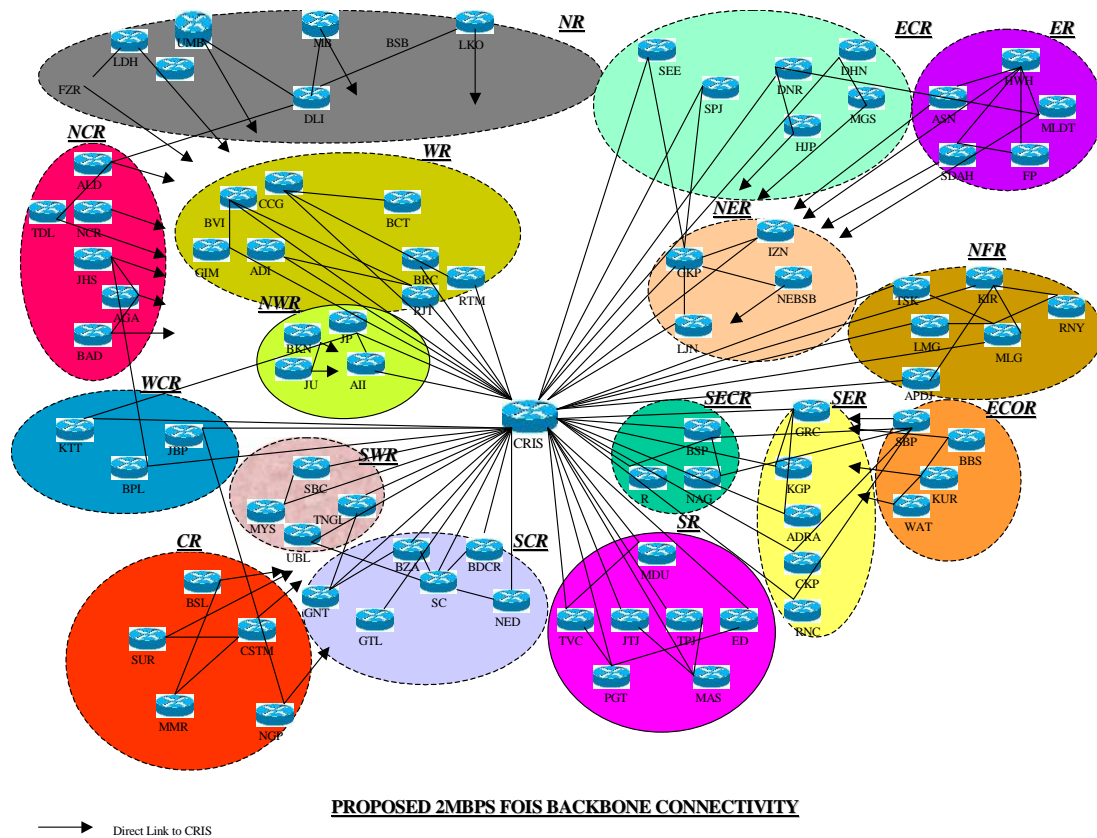 NR
UMB
MB
BSB
LKO
LDH
FZR
DLI
ECR
SEE
SPJ
DNR
DHN
HJP
MGS
ER
HWH
ASN
MLDT
SDAH
FP
NCR
ALD
TDL
NCR
JHS
AGA
BAD
WR
CCG
BVI
BCT
GIM
ADI
BRC
RTM
RJT
NWR
JP
BKN
JU
AII
NER
IZN
GKP
NEBSB
LJN
NFR
TSK
KIR
RNY
LMG
MLG
APDJ
WCR
KTT
JBP
BPL
CRIS
SWR
SBC
MYS
TNGL
UBL
SECR
BSP
R
NAG
SER
GRC
KGP
ADRA
CKP
RNC
ECOR
SBP
BBS
KUR
WAT
CR
BSL
SUR
CSTM
MMR
NGP
SCR
BZA
BDCR
GNT
SC
GTL
NED
SR
MDU
TVC
JTJ
TPJ
ED
PGT
MAS
PROPOSED 2MBPS FOIS BACKBONE CONNECTIVITY
Direct Link to CRIS